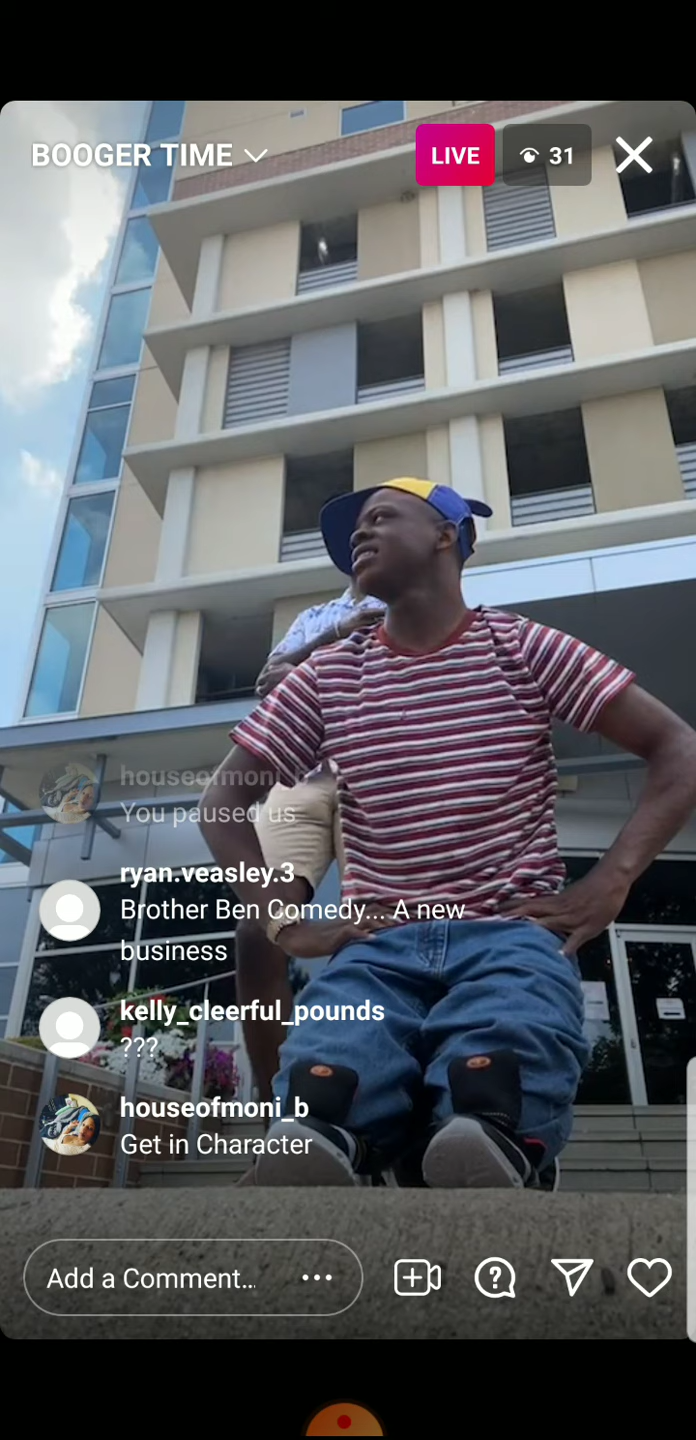 BOOGER TIME
LIVE
31
houseofmoni_b
You paused us
ryan.veasley.3
Brother Ben Comedy... A new
business
kelly_cleerful_pounds
???
houseofmoni_b
Get in Character
Add a Comment...